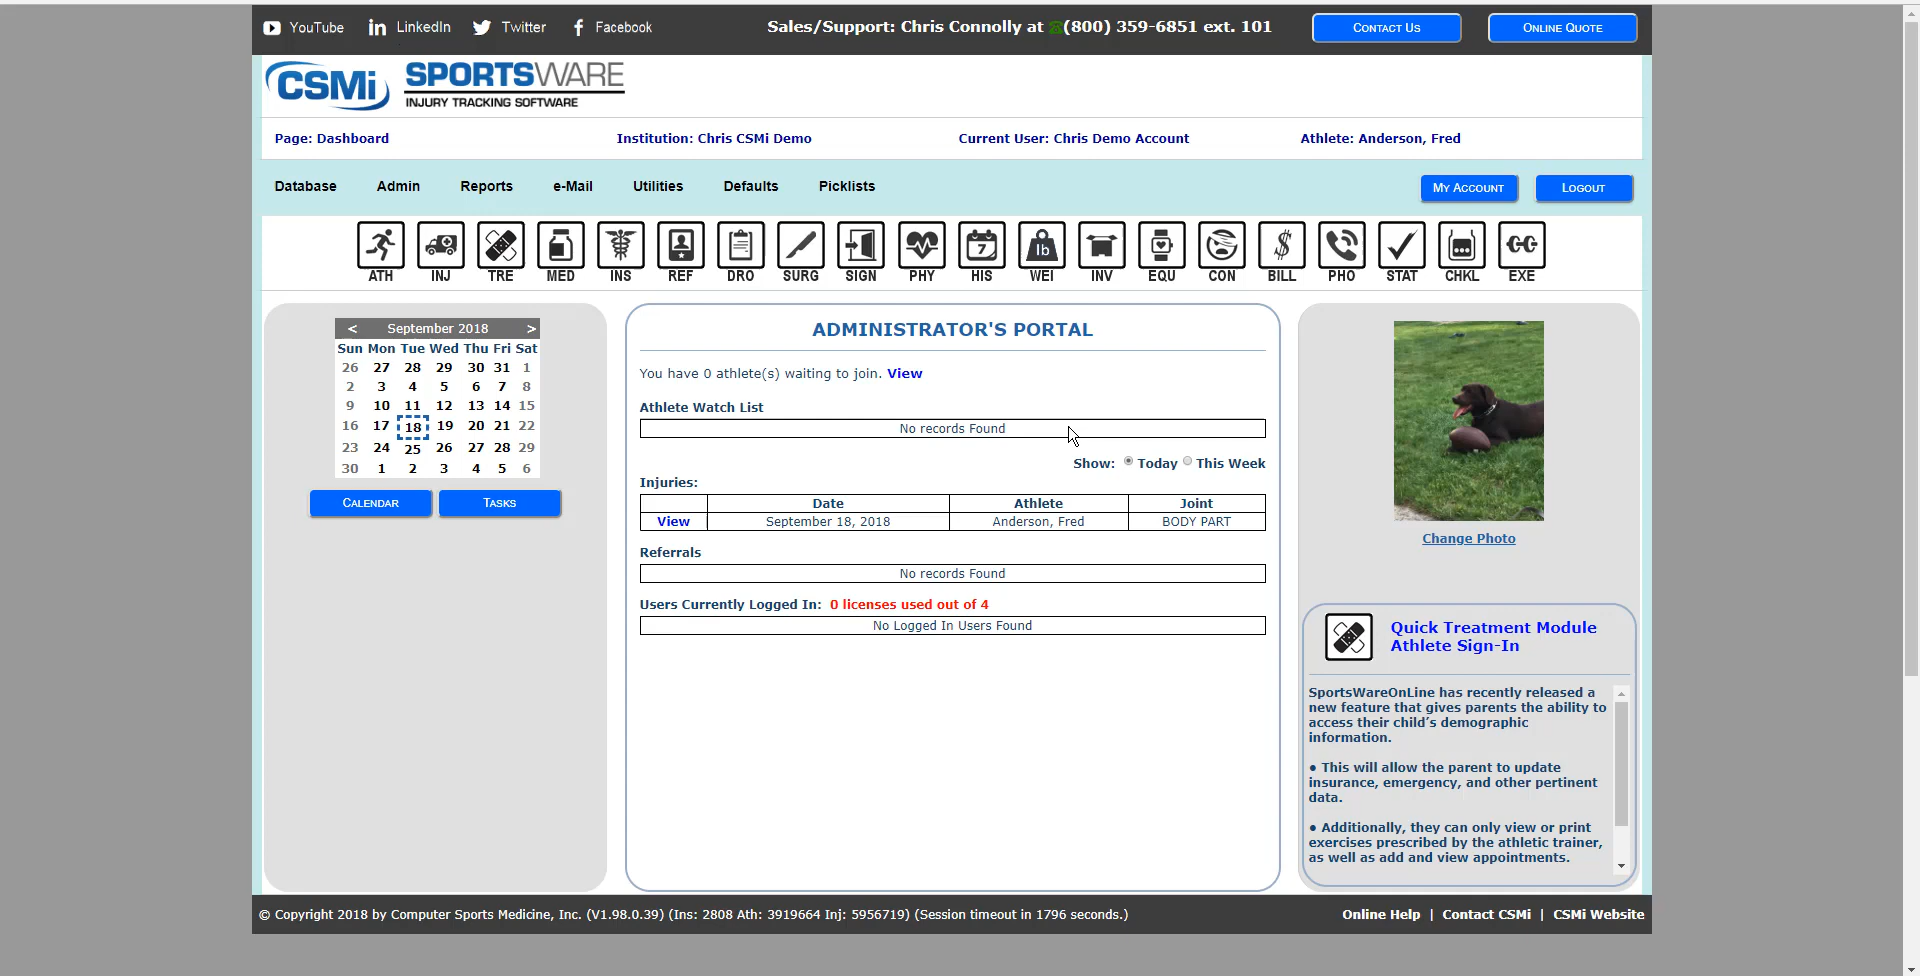 YouTube LinkedIn Twitter Facebook Sales/Support: Chris Connolly at ☎(800) 359-6851 ext. 101 CONTACT US ONLINE QUOTE
CSMi SPORTSWARE
INJURY TRACKING SOFTWARE
Page: Dashboard Institution: Chris CSMi Demo Current User: Chris Demo Account Athlete: Anderson, Fred
Database Admin Reports e-Mail Utilities Defaults Picklists MY ACCOUNT LOGOUT
7 lb $
ATH INJ TRE MED INS REF DRO SURG SIGN PHY HIS WEI INV EQU CON BILL PHO STAT CHKL EXE
< September 2018 >
Sun Mon Tue Wed Thu Fri Sat
26 27 28 29 30 31 1
2 3 4 5 6 7 8
9 10 11 12 13 14 15
16 17 18 19 20 21 22
23 24 25 26 27 28 29
30 1 2 3 4 5 6
CALENDAR TASKS
ADMINISTRATOR'S PORTAL
You have 0 athlete(s) waiting to join. View
Athlete Watch List
No records Found
Show: Today This Week
Injuries:
Date Athlete Joint
View September 18, 2018 Anderson, Fred BODY PART
Referrals
No records Found
Users Currently Logged In: 0 licenses used out of 4
No Logged In Users Found
Change Photo
Quick Treatment Module
Athlete Sign-In
SportsWareOnLine has recently released a
new feature that gives parents the ability to
access their child's demographic
information.
• This will allow the parent to update
insurance, emergency, and other pertinent
data.
• Additionally, they can only view or print
exercises prescribed by the athletic trainer,
as well as add and view appointments.
© Copyright 2018 by Computer Sports Medicine, Inc. (V1.98.0.39) (Ins: 2808 Ath: 3919664 Inj: 5956719) (Session timeout in 1796 seconds.) Online Help | Contact CSMi | CSMi Website